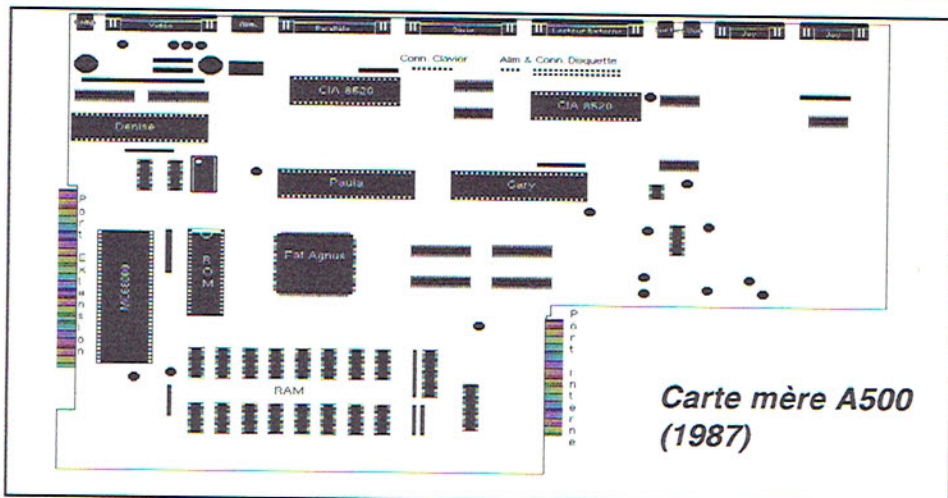 Vidéo
Parallèle
Série
Lecteur Externe
Joy
Joy
Conn. Clavier
Alim & Conn. Disquette
CIA 8520
CIA 8520
Denise
Paula
Gary
Port Extension
MC68000
ROM
Fat Agnus
Port Interne
RAM
Carte mère A500
(1987)